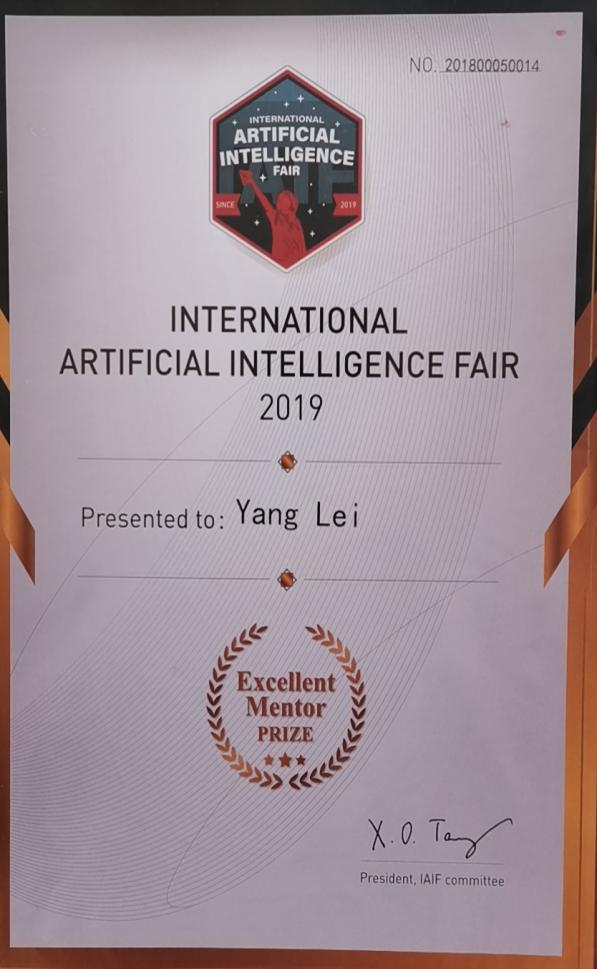 NO. 201800050014
INTERNATIONAL
ARTIFICIAL
INTELLIGENCE
FAIR
IAIF
SINCE 2019
INTERNATIONAL
ARTIFICIAL INTELLIGENCE FAIR
2019
Presented to: Yang Lei
Excellent
Mentor
PRIZE
X.O. Tang
President, IAIF committee